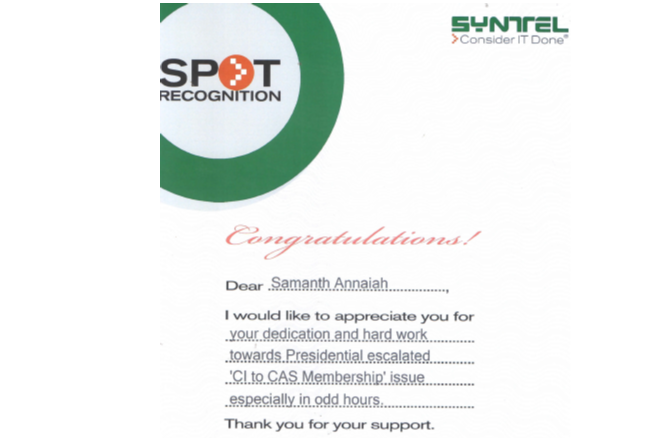 SYNTEL
Consider IT Done®
SPOT
RECOGNITION
Congratulations!
Dear Samanth Annaiah,
I would like to appreciate you for
your dedication and hard work
towards Presidential escalated
'CI to CAS Membership' issue
especially in odd hours.
Thank you for your support.